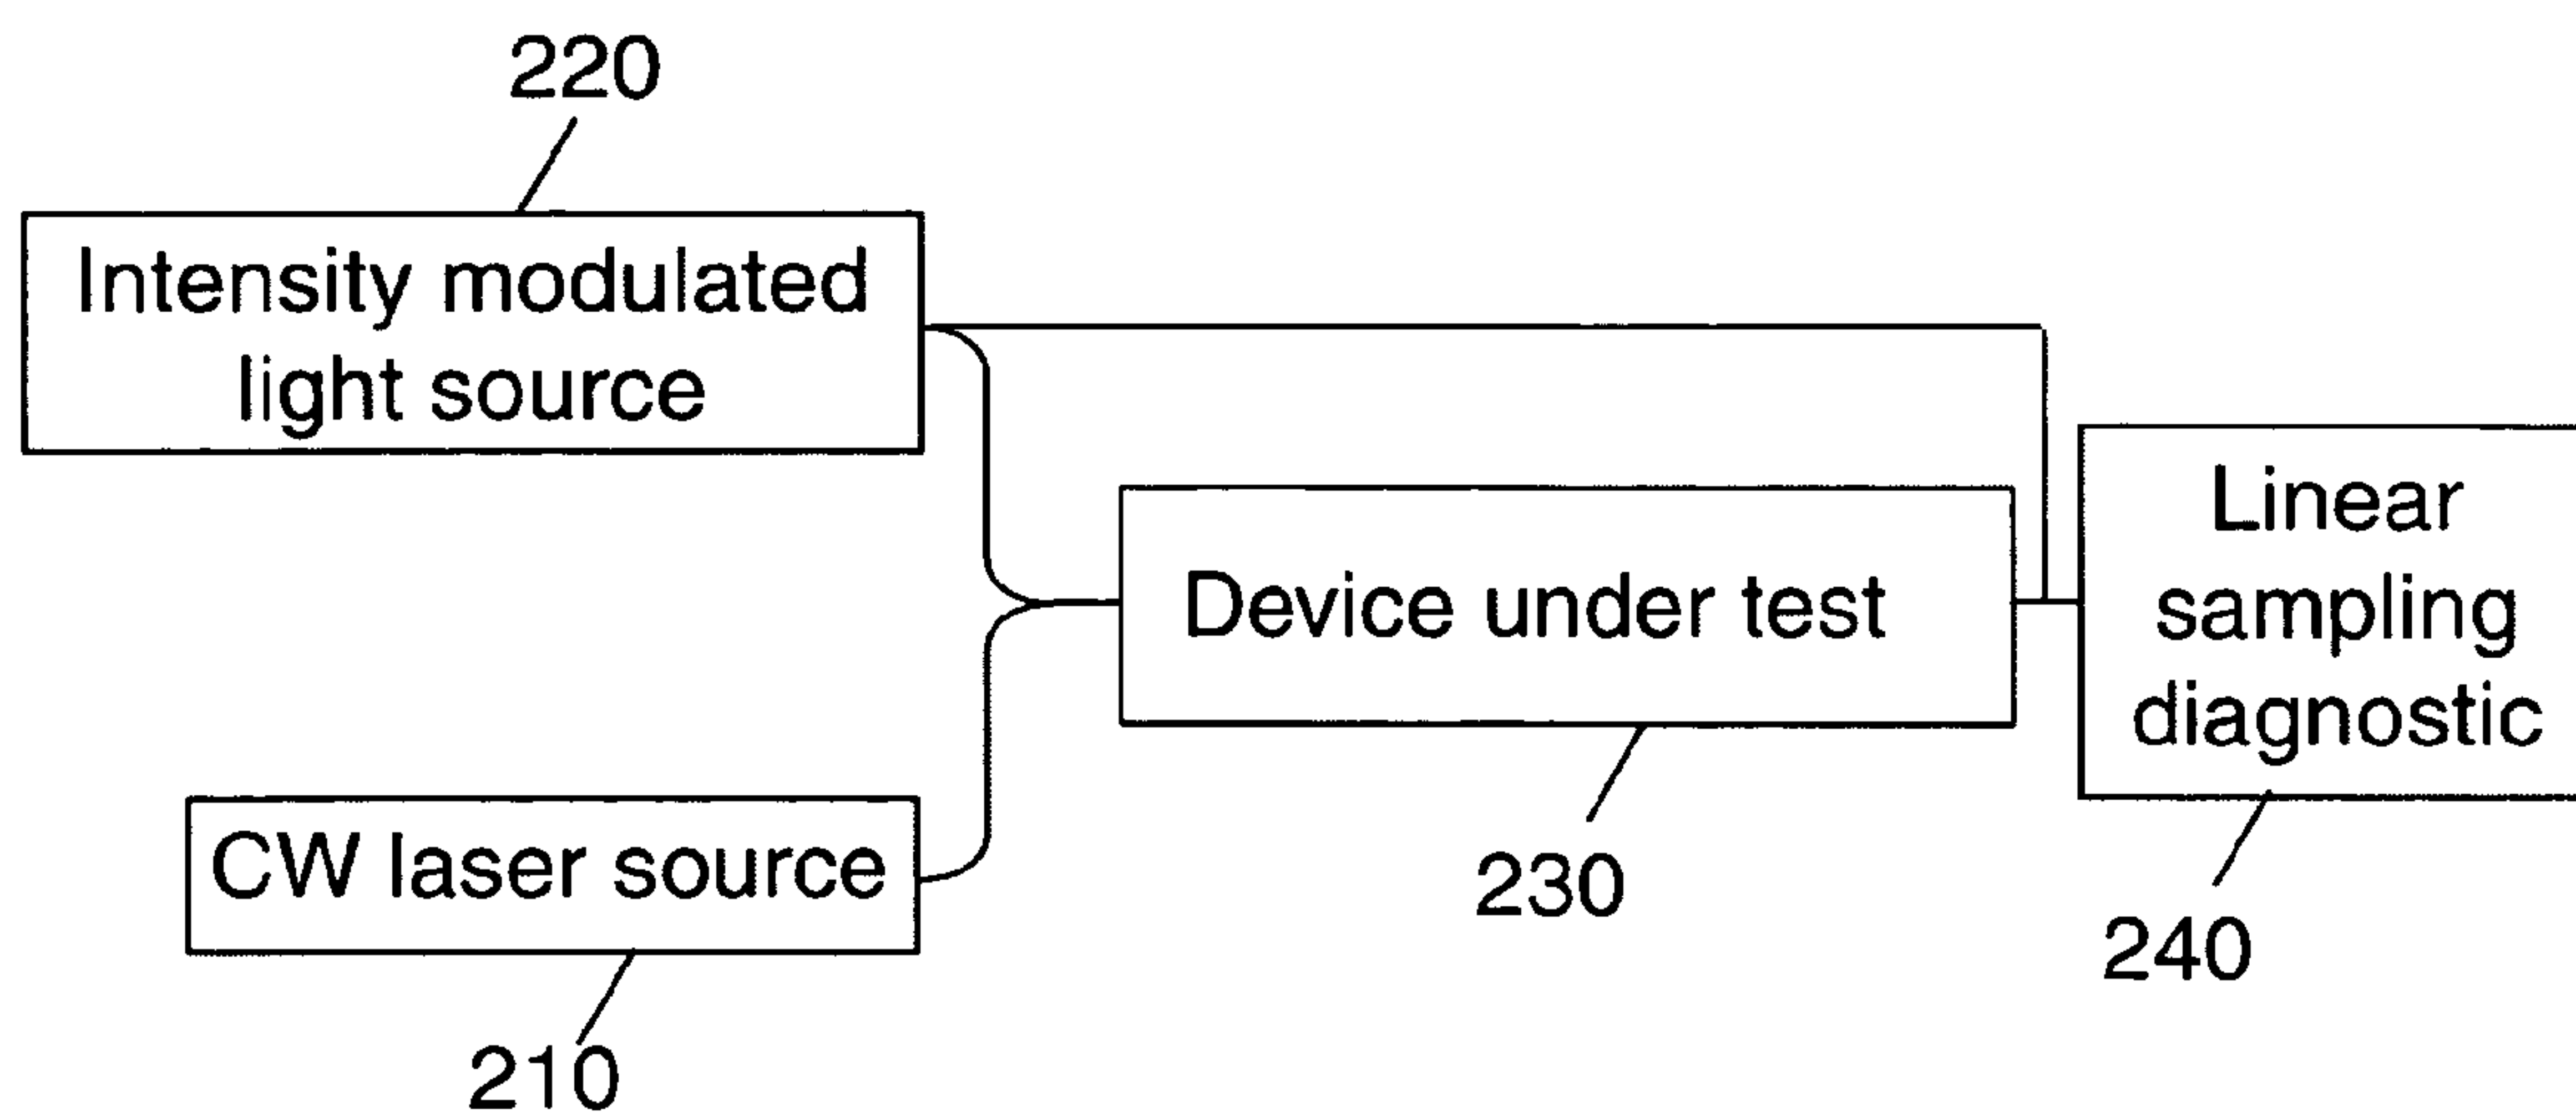 220
Intensity modulated
light source
Linear
sampling
diagnostic
Device under test
CW laser source
230
240
210